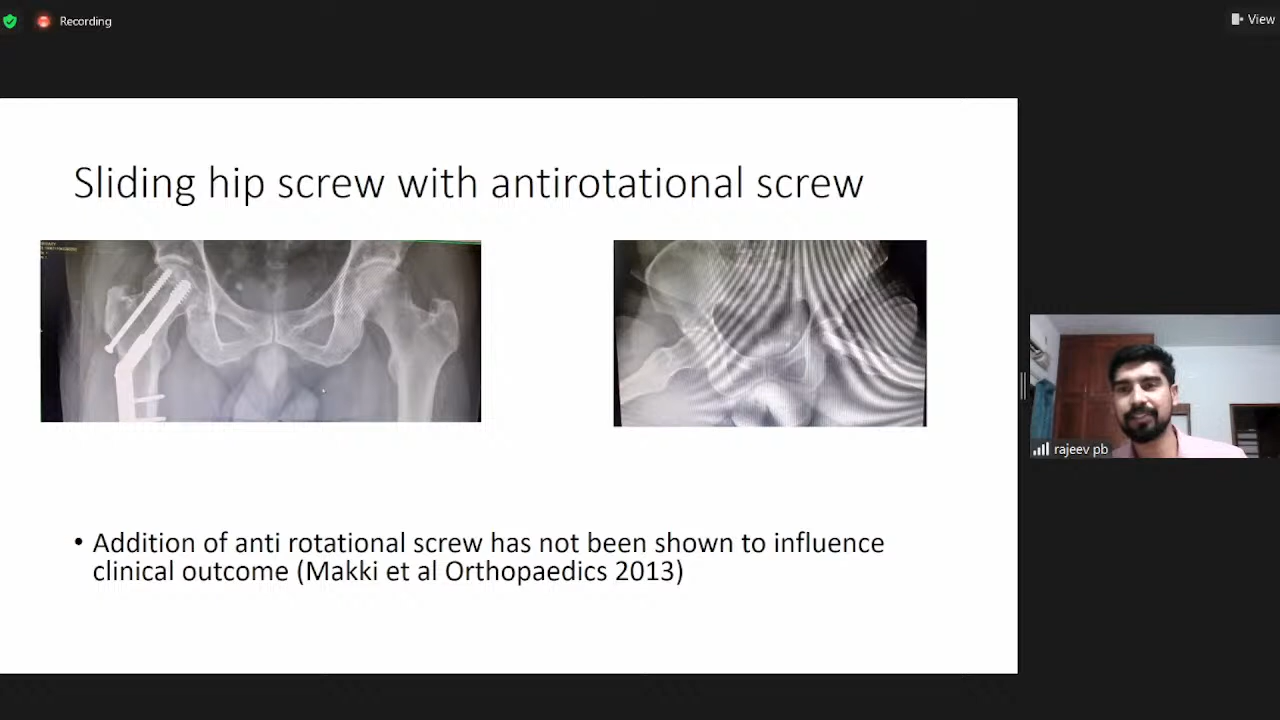 Recording
View
Sliding hip screw with antirotational screw
• Addition of anti rotational screw has not been shown to influence
clinical outcome (Makki et al Orthopaedics 2013)
rajeev pb